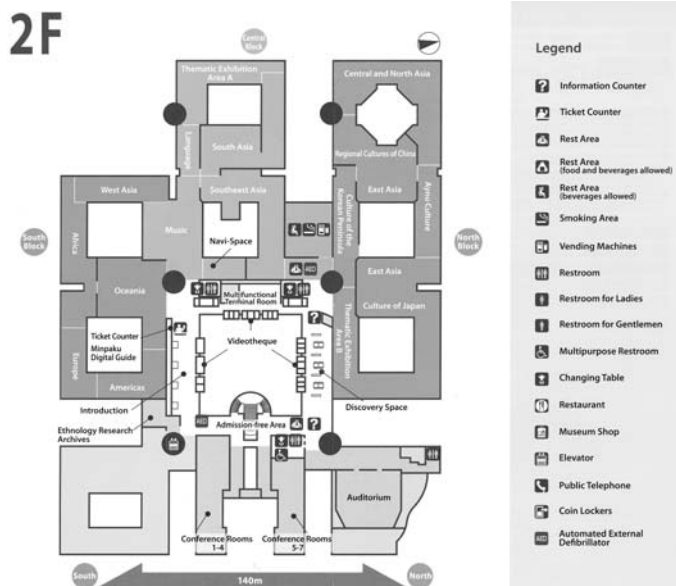 2F
Central
Block
Thematic Exhibition
Area A
Central and North Asia
Language
South Asia
Regional Cultures of China
West Asia
Southeast Asia
East Asia
Aynu Culture
Culture of the
Korean Peninsula
South
Block
Africa
Music
Navi-Space
North
Block
AED
East Asia
Oceania
Multifunctional
Terminal Room
Culture of Japan
Ticket Counter
Minpaku
Digital Guide
Videotheque
Thematic Exhibition
Area B
Europe
Americas
Introduction
Discovery Space
Ethnology Research
Archives
AED
Admission-free Area
Auditorium
Conference Rooms
1-4
Conference Rooms
5-7
South
140m
North
Legend
Information Counter
Ticket Counter
Rest Area
Rest Area
(food and beverages allowed)
Rest Area
(beverages allowed)
Smoking Area
Vending Machines
Restroom
Restroom for Ladies
Restroom for Gentlemen
Multipurpose Restroom
Changing Table
Restaurant
Museum Shop
Elevator
Public Telephone
Coin Lockers
AED
Automated External
Defibrillator